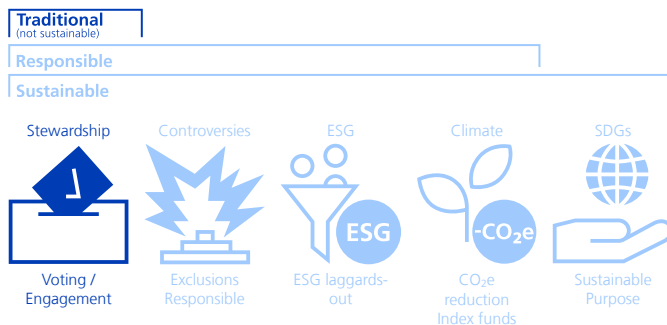 Traditional
(not sustainable)
Responsible
Sustainable
Stewardship
Controversies
ESG
Climate
SDGs
ESG
-CO₂e
Voting /
Engagement
Exclusions
Responsible
ESG laggards-
out
CO₂e
reduction
Index funds
Sustainable
Purpose